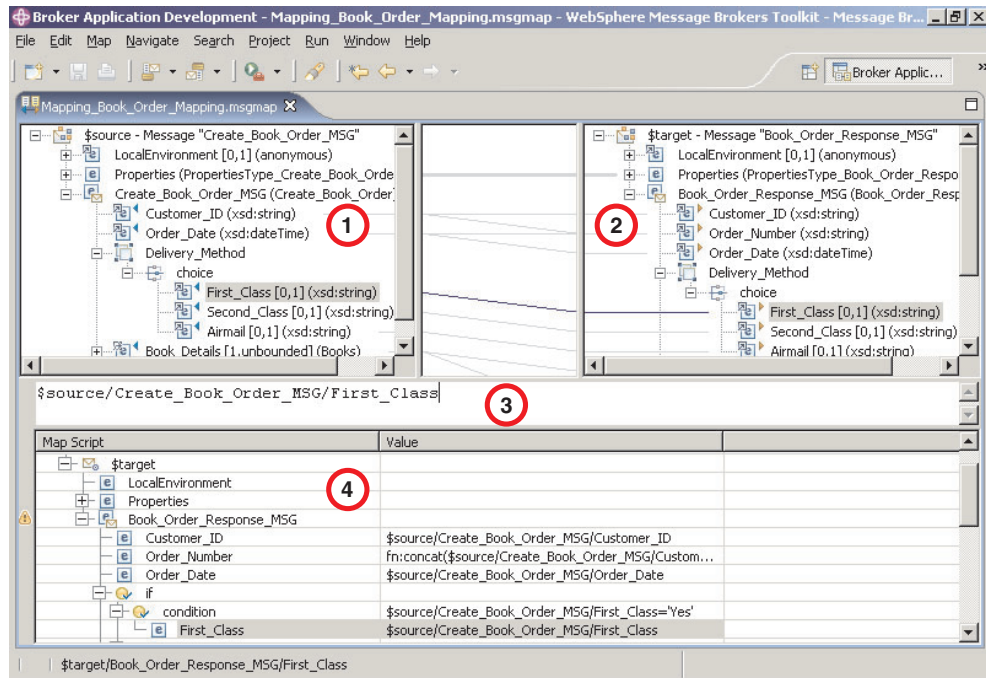 Broker Application Development - Mapping_Book_Order_Mapping.msgmap - WebSphere Message Brokers Toolkit - Message Br...
File Edit Map Navigate Search Project Run Window Help
Broker Applic...
»
Mapping_Book_Order_Mapping.msgmap
$source - Message "Create_Book_Order_MSG"
LocalEnvironment [0,1] (anonymous)
Properties (PropertiesType_Create_Book_Orde
Create_Book_Order_MSG (Create_Book_Order
Customer_ID (xsd:string)
Order_Date (xsd:dateTime)
Delivery_Method
choice
First_Class [0,1] (xsd:string)
Second_Class [0,1] (xsd:string)
Airmail [0,1] (xsd:string)
Book_Details [1,unbounded] (Books)
1
$target - Message "Book_Order_Response_MSG"
LocalEnvironment [0,1] (anonymous)
Properties (PropertiesType_Book_Order_Respo
Book_Order_Response_MSG (Book_Order_Resp
Customer_ID (xsd:string)
Order_Number (xsd:string)
Order_Date (xsd:dateTime)
Delivery_Method
choice
First_Class [0,1] (xsd:string)
Second_Class [0,1] (xsd:string)
Airmail [0,1] (xsd:string)
2
$source/Create_Book_Order_MSG/First_Class
3
Map Script Value
$target
LocalEnvironment
4
Properties
Book_Order_Response_MSG
Customer_ID $source/Create_Book_Order_MSG/Customer_ID
Order_Number fn:concat($source/Create_Book_Order_MSG/Custom...
Order_Date $source/Create_Book_Order_MSG/Order_Date
if
condition $source/Create_Book_Order_MSG/First_Class='Yes'
First_Class $source/Create_Book_Order_MSG/First_Class
$target/Book_Order_Response_MSG/First_Class